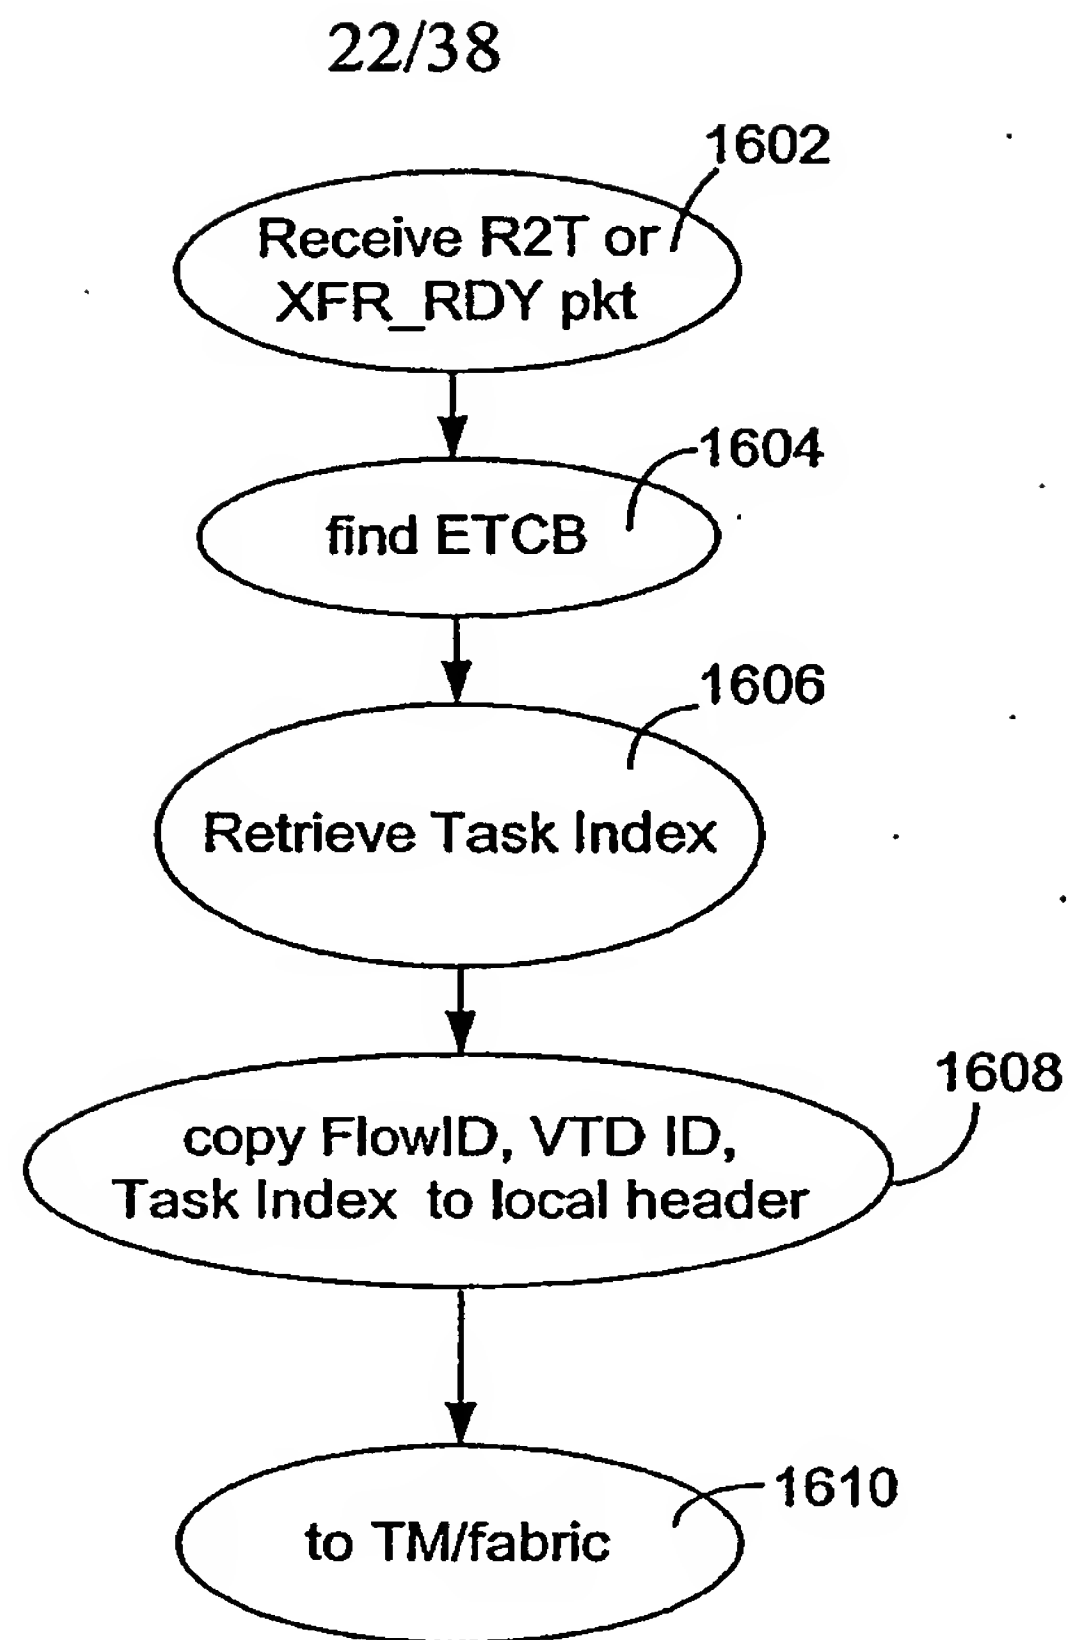 22/38
1602
Receive R2T or
XFR_RDY pkt
1604
find ETCB
1606
Retrieve Task Index
1608
copy FlowID, VTD ID,
Task Index to local header
1610
to TM/fabric